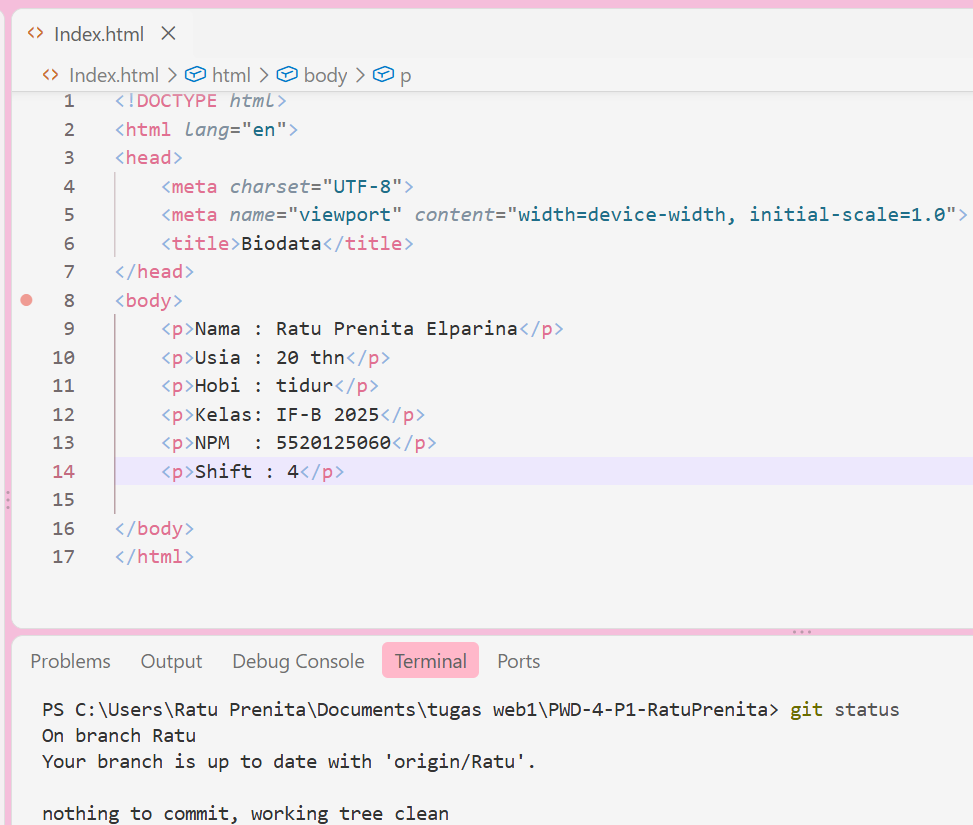 Index.html
Index.html > html > body > p
1 <!DOCTYPE html>
2 <html lang="en">
3 <head>
4     <meta charset="UTF-8">
5     <meta name="viewport" content="width=device-width, initial-scale=1.0">
6     <title>Biodata</title>
7 </head>
8 <body>
9     <p>Nama : Ratu Prenita Elparina</p>
10     <p>Usia : 20 thn</p>
11     <p>Hobi : tidur</p>
12     <p>Kelas: IF-B 2025</p>
13     <p>NPM  : 5520125060</p>
14     <p>Shift : 4</p>
15
16 </body>
17 </html>
Problems Output Debug Console Terminal Ports
PS C:\Users\Ratu Prenita\Documents\tugas web1\PWD-4-P1-RatuPrenita> git status
On branch Ratu
Your branch is up to date with 'origin/Ratu'.
nothing to commit, working tree clean